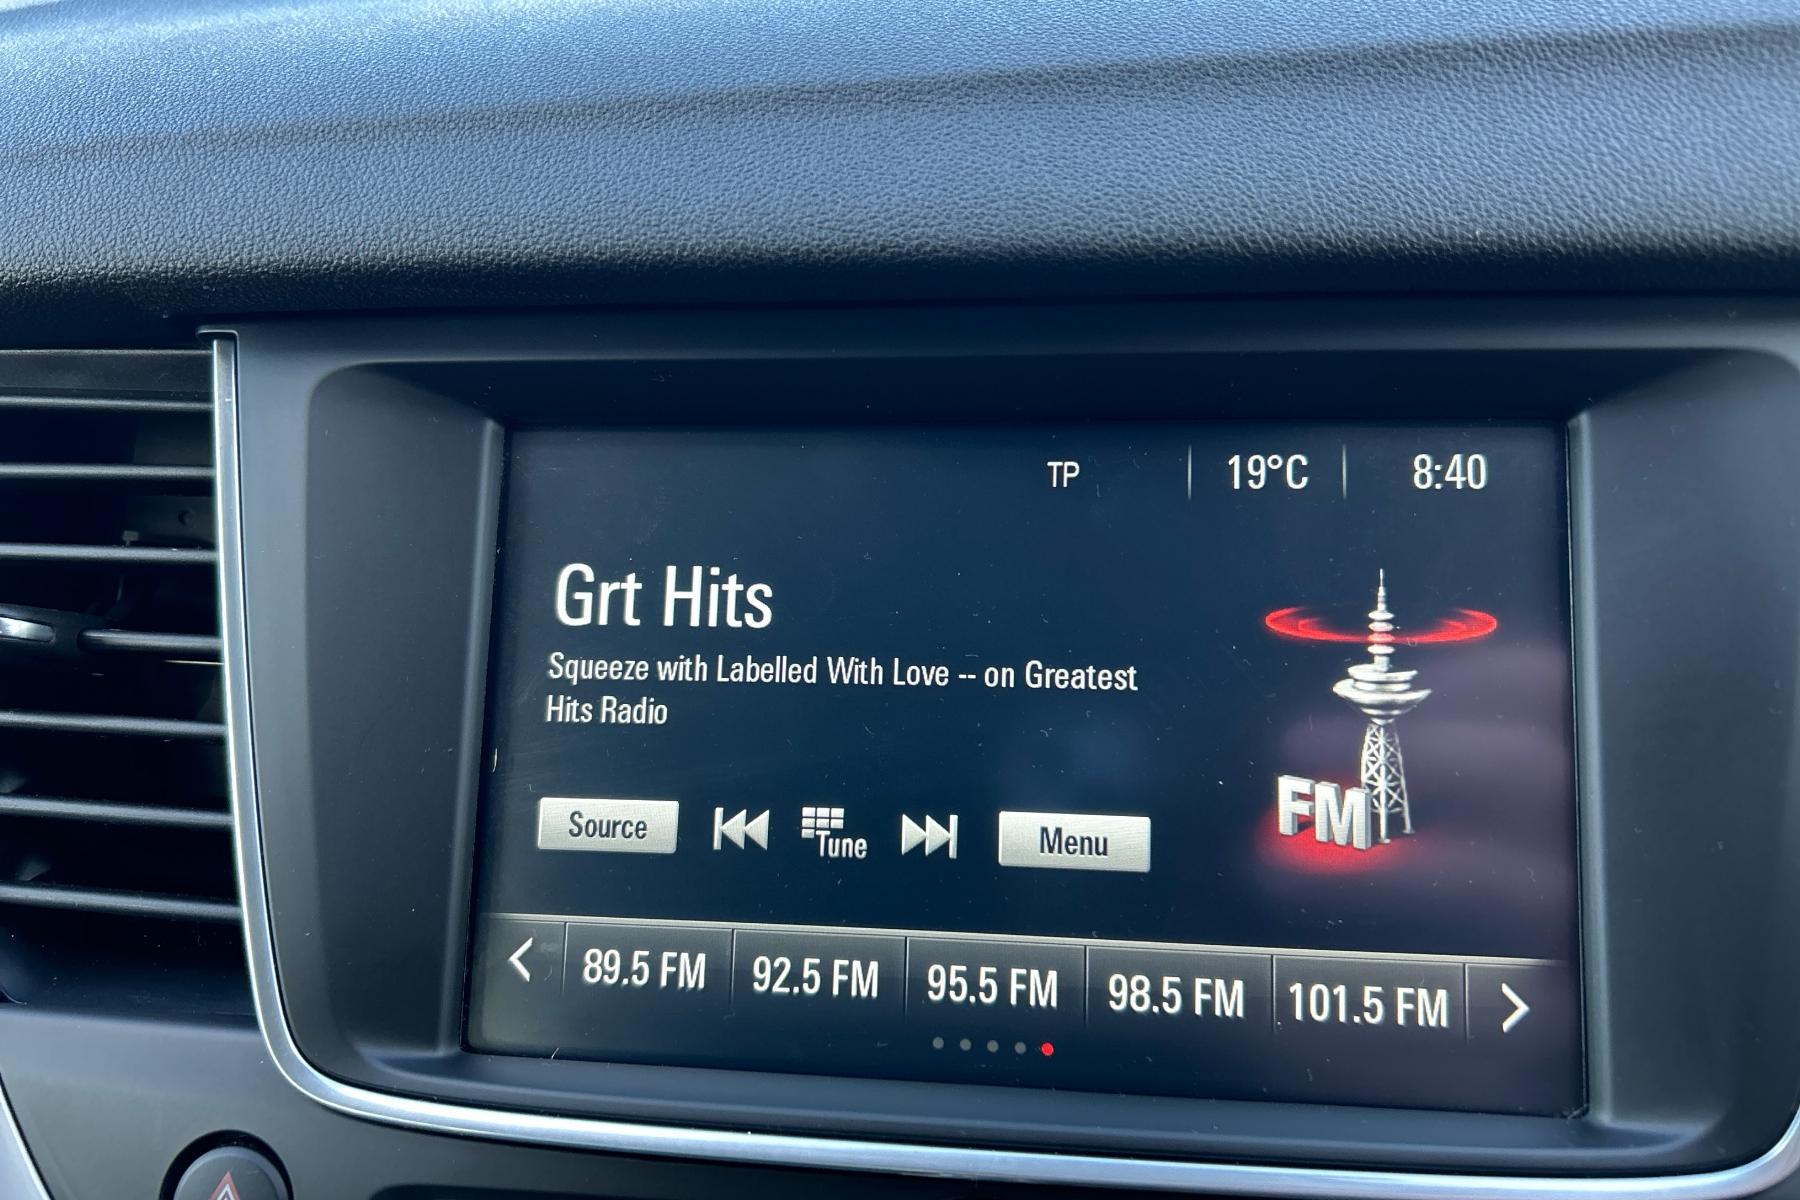 TP 19°C 8:40
Grt Hits
Squeeze with Labelled With Love -- on Greatest
Hits Radio
Source Tune Menu
FM
89.5 FM 92.5 FM 95.5 FM 98.5 FM 101.5 FM